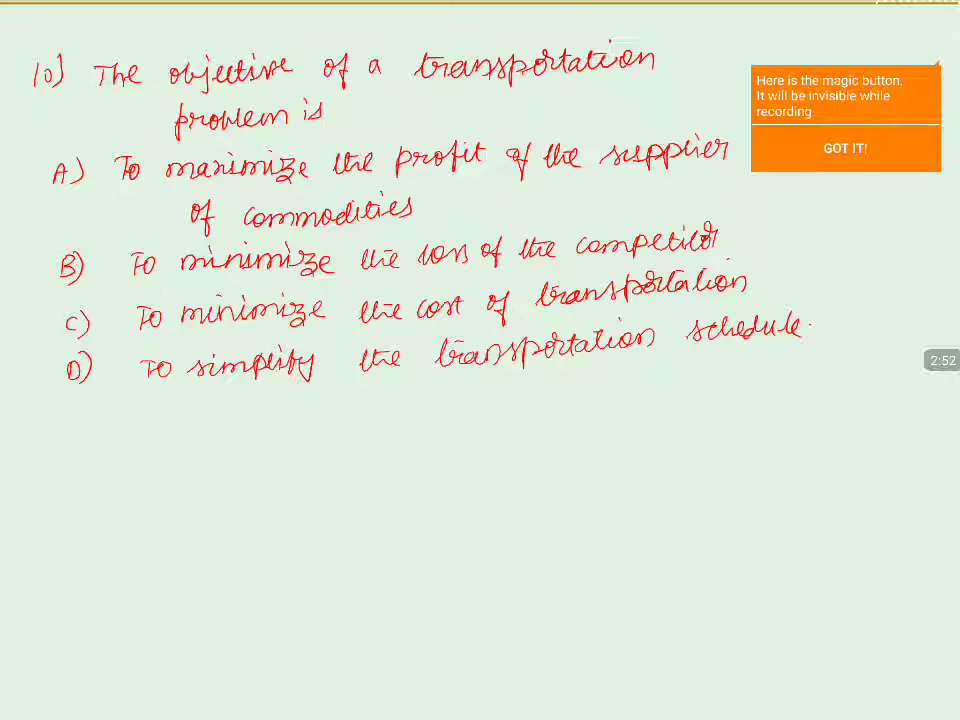 10) The objective of a transportation
problem is
A) To maximize the profit of the supplier
of commodities
B) To minimize the loss of the competitor
C) To minimize the cost of transportation
D) To simplify the transportation schedule.
Here is the magic button.
It will be invisible while
recording
GOT IT!
2:52